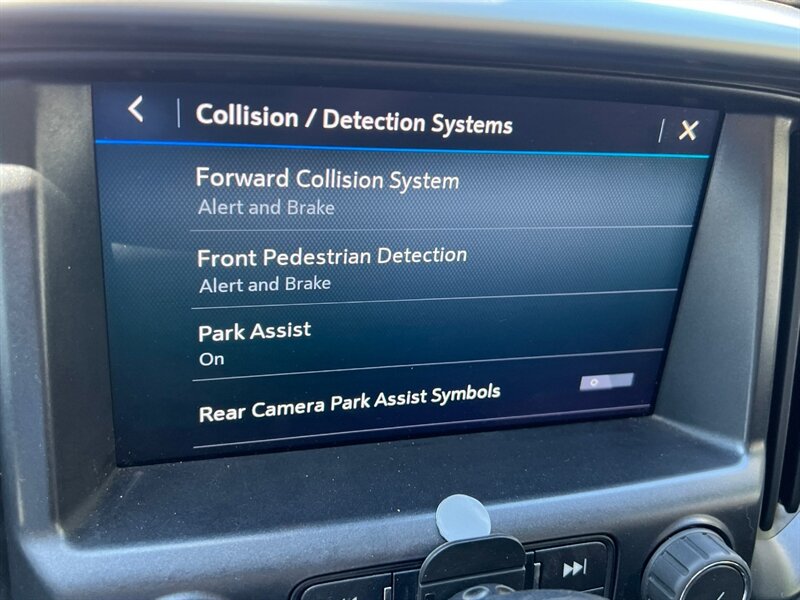 Collision / Detection Systems
Forward Collision System
Alert and Brake
Front Pedestrian Detection
Alert and Brake
Park Assist
On
Rear Camera Park Assist Symbols